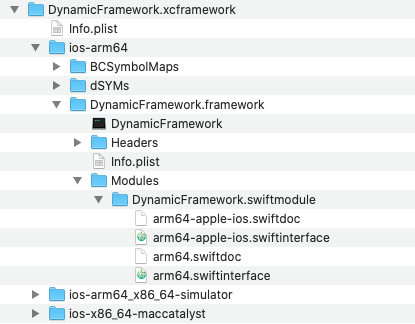 DynamicFramework.xcframework
Info.plist
ios-arm64
BCSymbolMaps
dSYMs
DynamicFramework.framework
DynamicFramework
Headers
Info.plist
Modules
DynamicFramework.swiftmodule
arm64-apple-ios.swiftdoc
arm64-apple-ios.swiftinterface
arm64.swiftdoc
arm64.swiftinterface
ios-arm64_x86_64-simulator
ios-x86_64-maccatalyst